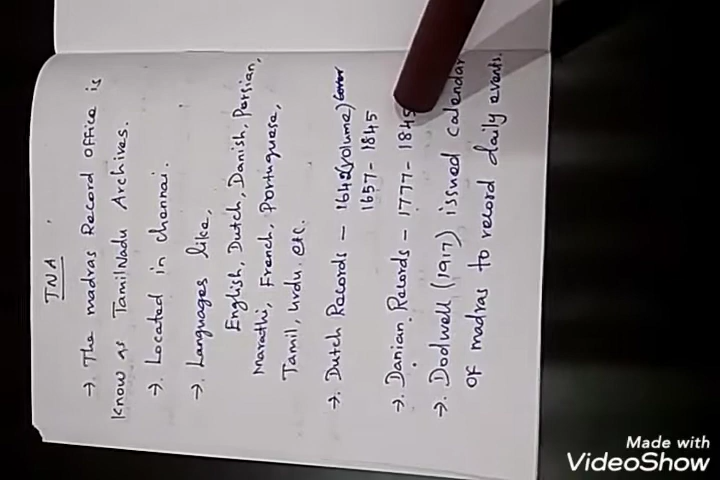 TNA
→ The madras Record Office is
Know as TamilNadu Archives.
→. Located in chennai.
→. Languages like,
English, Dutch, Danish, Persian,
Marathi, French, Portuguese,
Tamil, urdu. etc.
→. Dutch Records – 1642(volume)
1657- 1845
→. Danian Records – 1777- 1845
→. Dodwell (1917) issued calendar
of madras to record daily events.
Made with
VideoShow